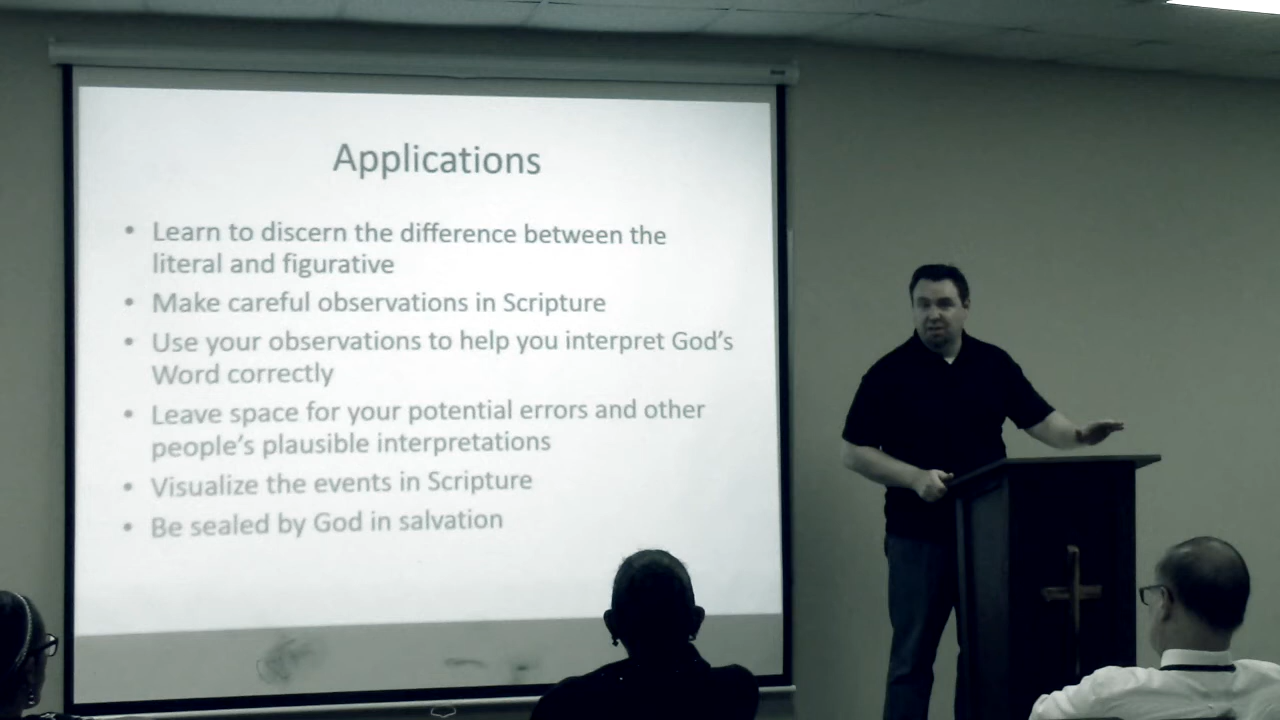 Applications
• Learn to discern the difference between the
literal and figurative
• Make careful observations in Scripture
• Use your observations to help you interpret God's
Word correctly
• Leave space for your potential errors and other
people's plausible interpretations
• Visualize the events in Scripture
• Be sealed by God in salvation